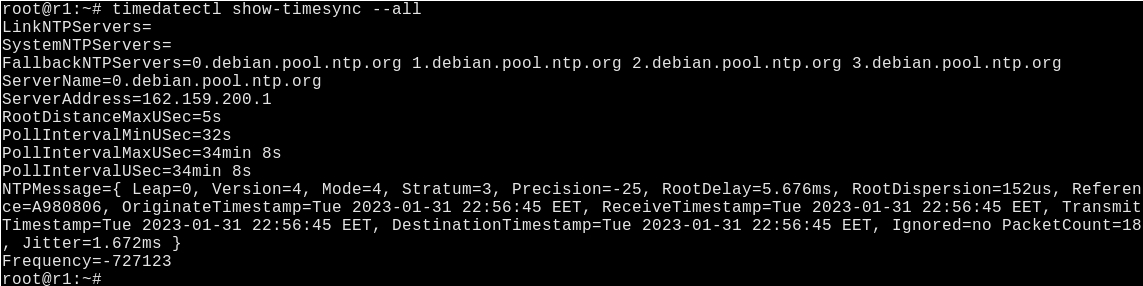 root@r1:~# timedatectl show-timesync --all
LinkNTPServers=
SystemNTPServers=
FallbackNTPServers=0.debian.pool.ntp.org 1.debian.pool.ntp.org 2.debian.pool.ntp.org 3.debian.pool.ntp.org
ServerName=0.debian.pool.ntp.org
ServerAddress=162.159.200.1
RootDistanceMaxUSec=5s
PollIntervalMinUSec=32s
PollIntervalMaxUSec=34min 8s
PollIntervalUSec=34min 8s
NTPMessage={ Leap=0, Version=4, Mode=4, Stratum=3, Precision=-25, RootDelay=5.676ms, RootDispersion=152us, Referen
ce=A980806, OriginateTimestamp=Tue 2023-01-31 22:56:45 EET, ReceiveTimestamp=Tue 2023-01-31 22:56:45 EET, Transmit
Timestamp=Tue 2023-01-31 22:56:45 EET, DestinationTimestamp=Tue 2023-01-31 22:56:45 EET, Ignored=no PacketCount=18
, Jitter=1.672ms }
Frequency=-727123
root@r1:~#